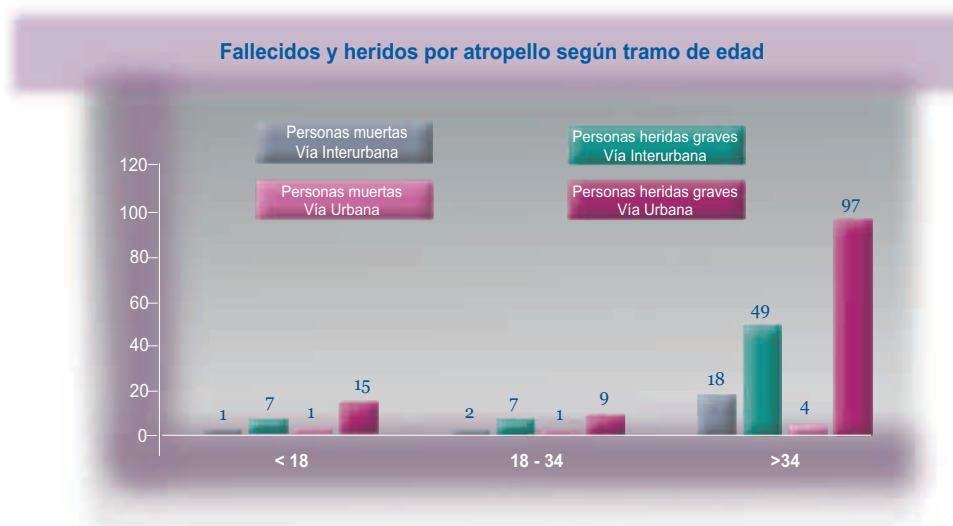 Fallecidos y heridos por atropello según tramo de edad
Personas muertas
Vía Interurbana
Personas heridas graves
Vía Interurbana
Personas muertas
Vía Urbana
Personas heridas graves
Vía Urbana
120
100
80
60
40
20
0
1
7
1
15
2
7
1
9
18
49
4
97
< 18
18 - 34
>34